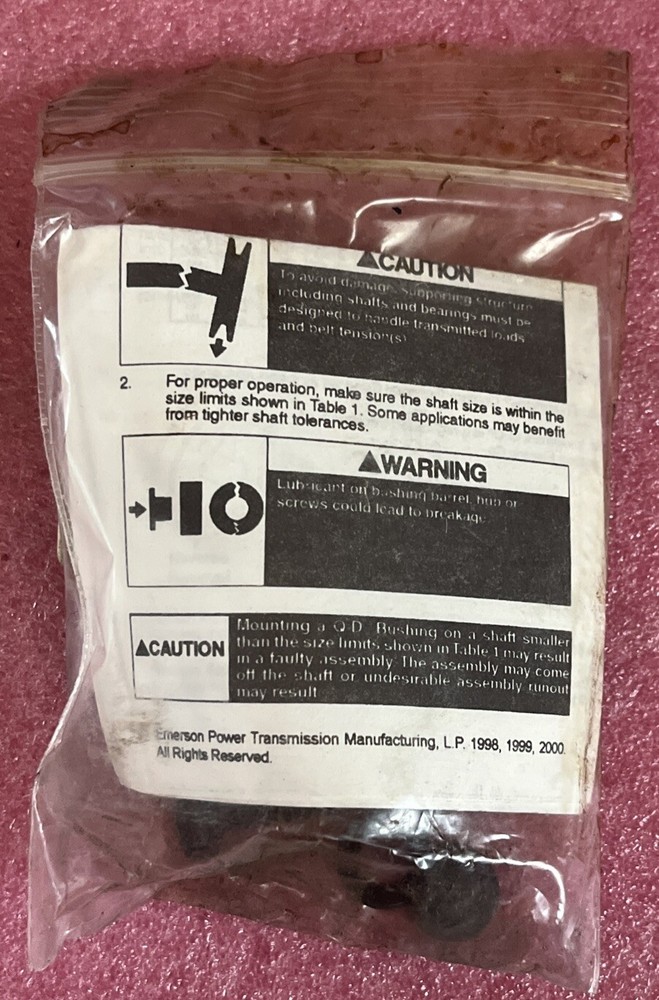 ▲CAUTION
To avoid damage, supporting structure
including shafts and bearings must be
designed to handle transmitted loads
and belt tension(s)
2. For proper operation, make sure the shaft size is within the
size limits shown in Table 1. Some applications may benefit
from tighter shaft tolerances.
▲WARNING
Lubricant on bushing barrel, hub or
screws could lead to breakage.
▲CAUTION
Mounting a Q.D. Bushing on a shaft smaller
than the size limits shown in Table 1 may result
in a faulty assembly. The assembly may come
off the shaft or undesirable assembly runout
may result
Emerson Power Transmission Manufacturing, L.P. 1998, 1999, 2000.
All Rights Reserved.